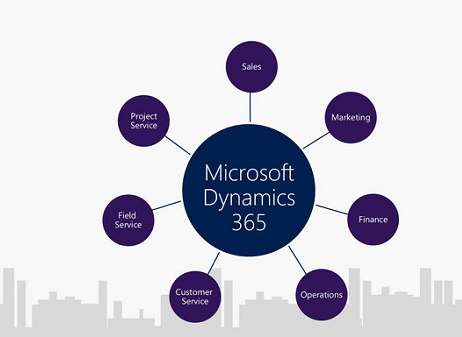 Sales
Project
Service
Marketing
Microsoft
Dynamics
365
Field
Service
Finance
Customer
Service
Operations